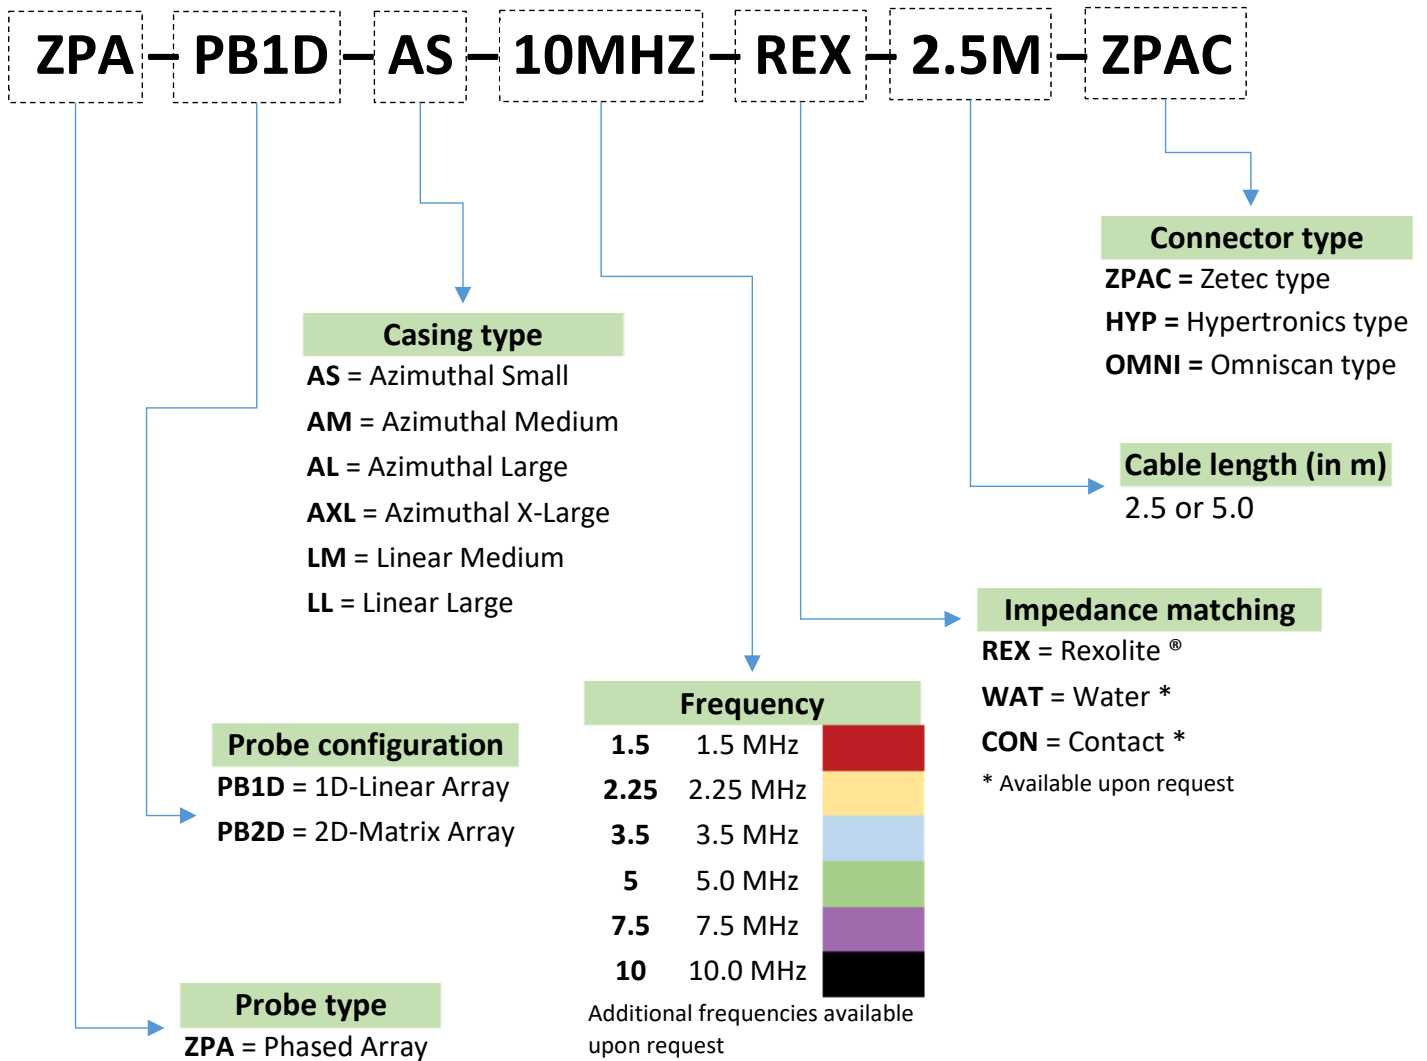 ZPA – PB1D – AS – 10MHZ – REX – 2.5M – ZPAC
Connector type
ZPAC = Zetec type
HYP = Hypertronics type
OMNI = Omniscan type
Casing type
AS = Azimuthal Small
AM = Azimuthal Medium
AL = Azimuthal Large
AXL = Azimuthal X-Large
LM = Linear Medium
LL = Linear Large
Cable length (in m)
2.5 or 5.0
Impedance matching
REX = Rexolite ®
WAT = Water *
CON = Contact *
* Available upon request
Frequency
1.5 1.5 MHz
2.25 2.25 MHz
3.5 3.5 MHz
5 5.0 MHz
7.5 7.5 MHz
10 10.0 MHz
Additional frequencies available
upon request
Probe configuration
PB1D = 1D-Linear Array
PB2D = 2D-Matrix Array
Probe type
ZPA = Phased Array